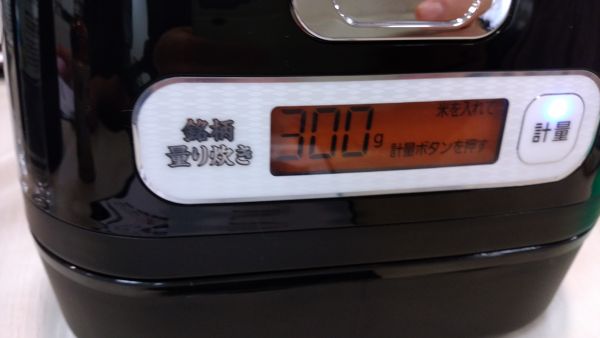 銘柄
量り炊き
300g
米を入れて
計量ボタンを押す
計量